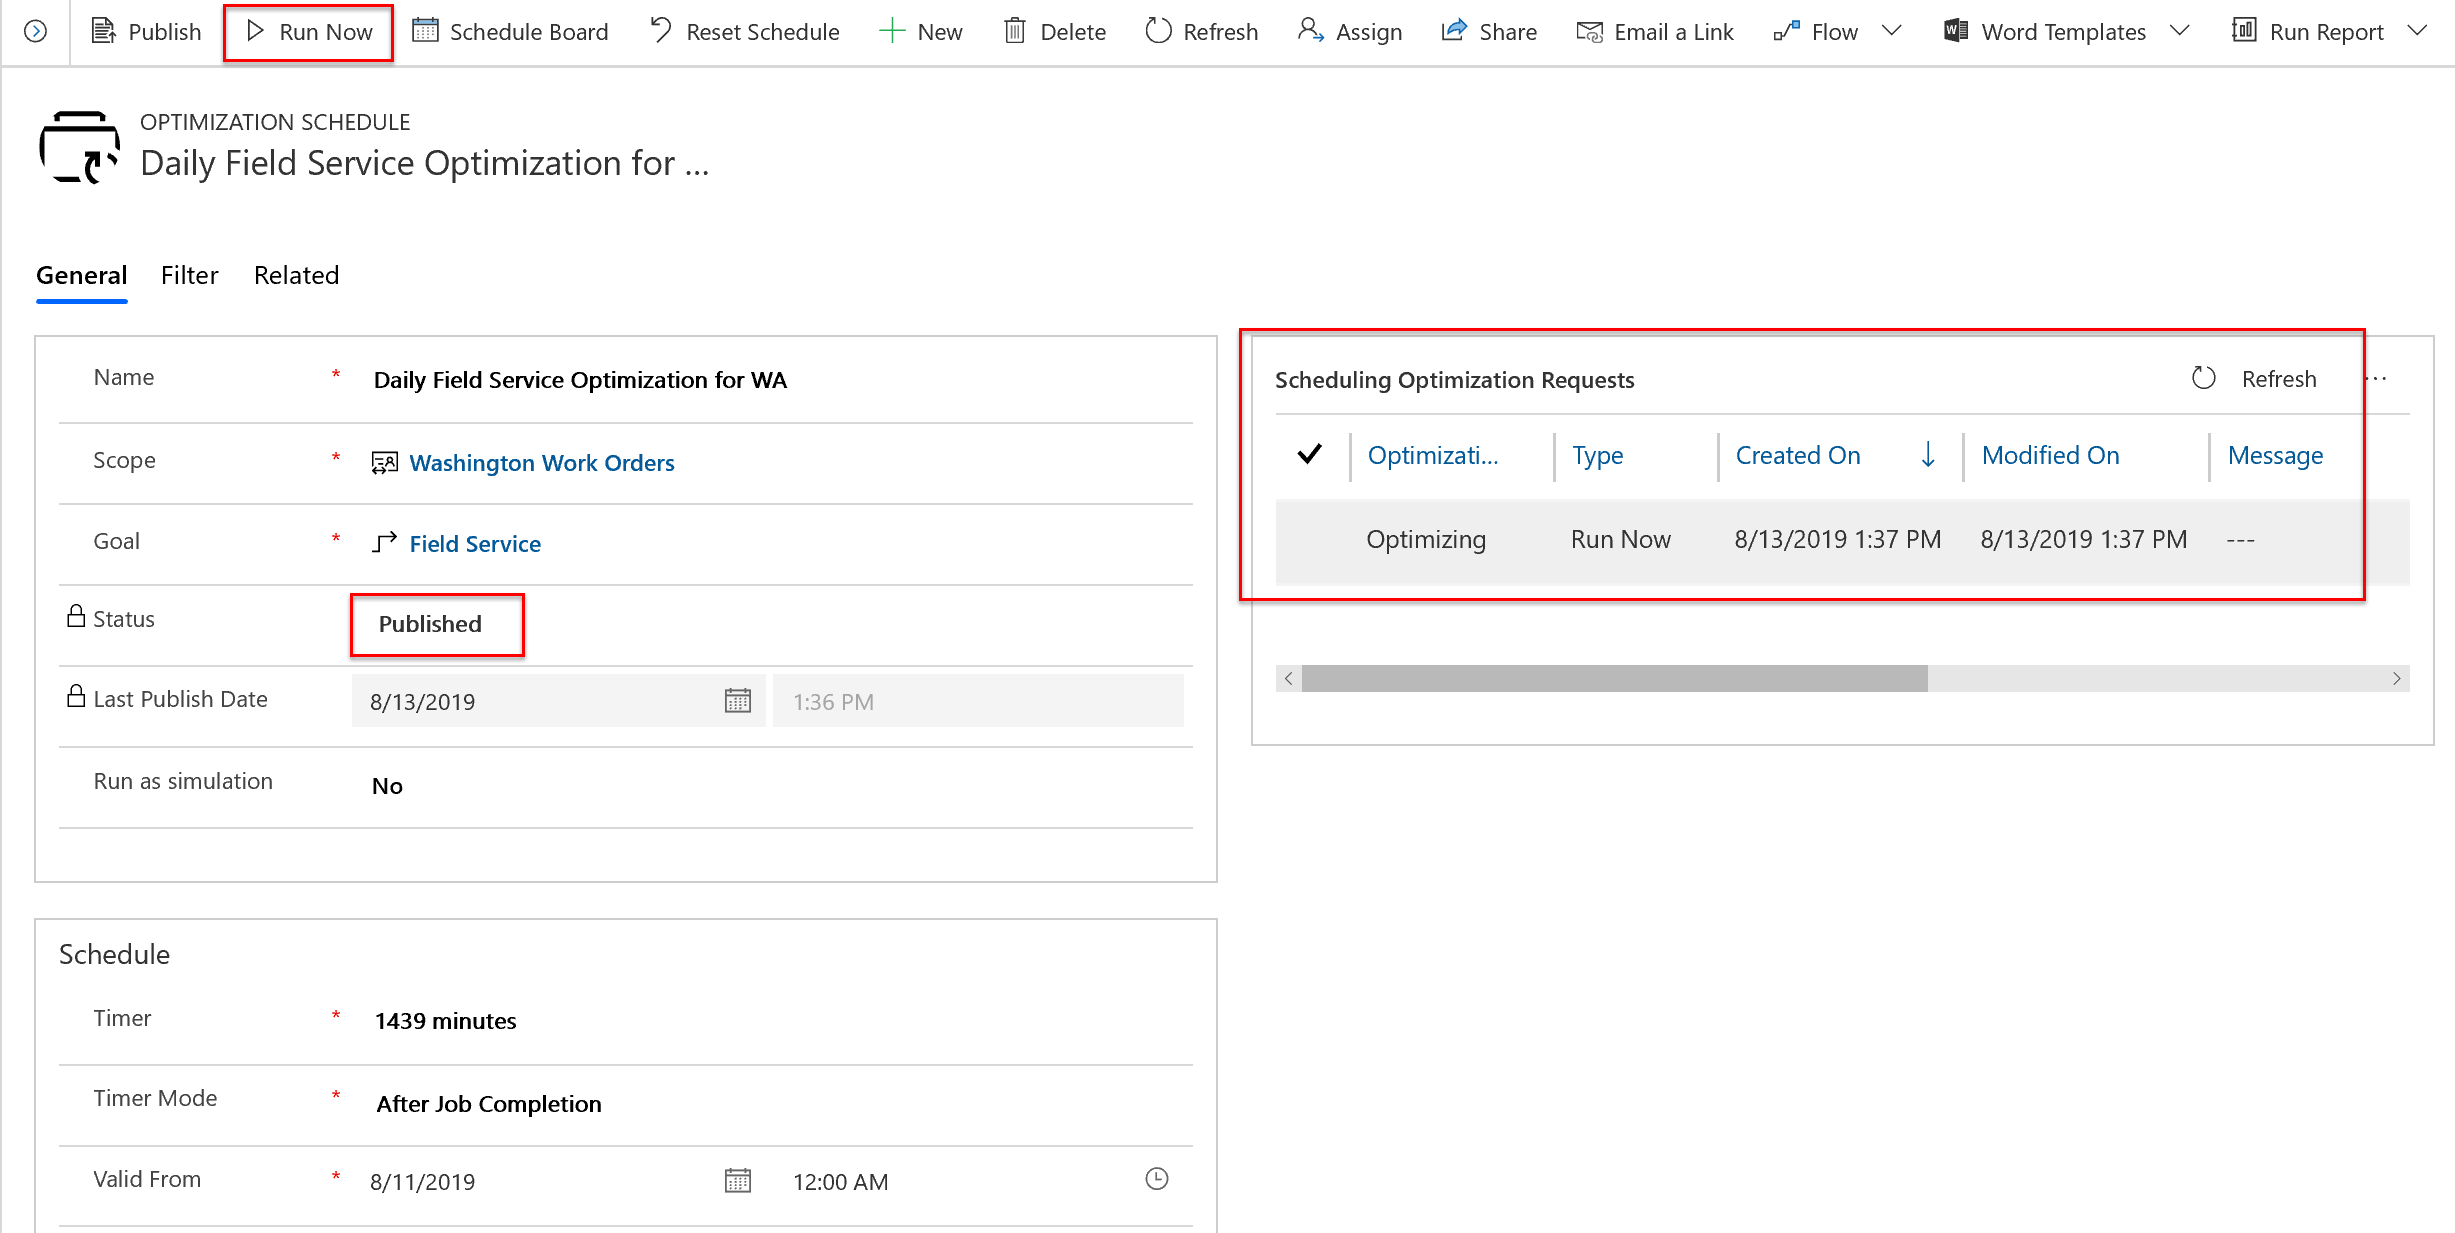 Publish Run Now Schedule Board Reset Schedule New Delete Refresh Assign Share Email a Link Flow Word Templates Run Report
OPTIMIZATION SCHEDULE
Daily Field Service Optimization for ...
General Filter Related
Name * Daily Field Service Optimization for WA
Scope * Washington Work Orders
Goal * Field Service
Status Published
Last Publish Date 8/13/2019 1:36 PM
Run as simulation No
Scheduling Optimization Requests Refresh ...
Optimizati... Type Created On Modified On Message
Optimizing Run Now 8/13/2019 1:37 PM 8/13/2019 1:37 PM ---
Schedule
Timer * 1439 minutes
Timer Mode * After Job Completion
Valid From * 8/11/2019 12:00 AM